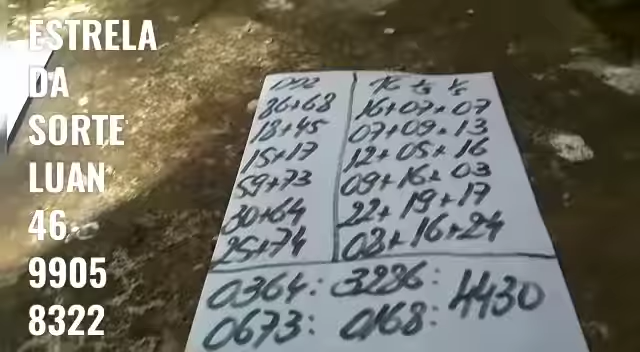 ESTRELA
DA
SORTE
LUAN
46
9905
8322
DDZ
86+68
18+45
15+17
59+73
30+64
25+74
16+07+07
07+09+13
12+05+16
09+16+03
22+19+17
08+16+24
0364: 3286: 4430
0673: 0168: